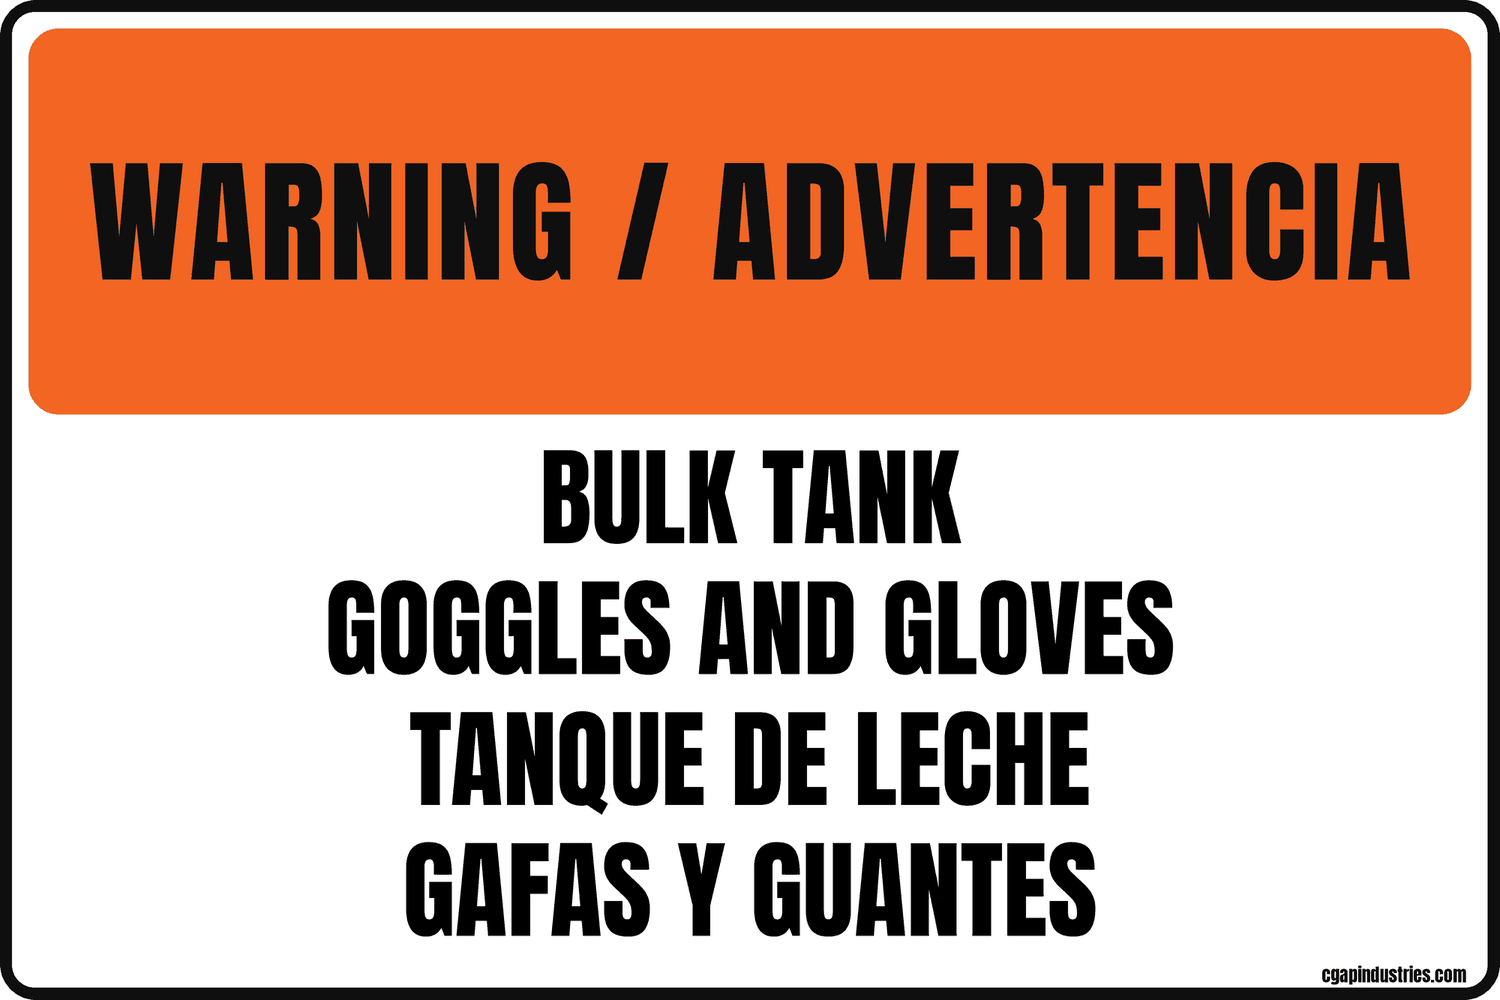 WARNING / ADVERTENCIA
BULK TANK
GOGGLES AND GLOVES
TANQUE DE LECHE
GAFAS Y GUANTES
cgapindustries.com